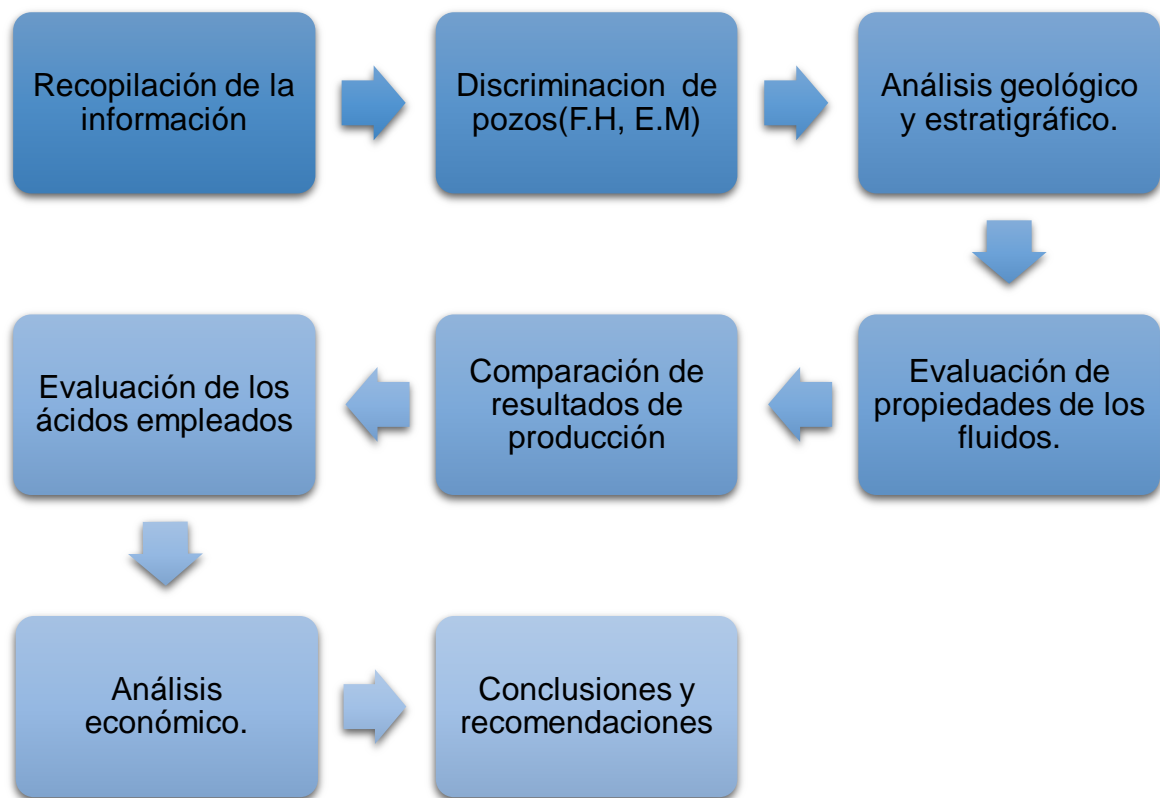 Recopilación de la
información
Discriminacion de
pozos(F.H, E.M)
Análisis geológico
y estratigráfico.
Evaluación de
propiedades de los
fluidos.
Comparación de
resultados de
producción
Evaluación de los
ácidos empleados
Análisis
económico.
Conclusiones y
recomendaciones